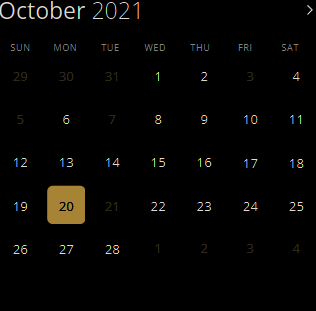 October 2021 >
SUN MON TUE WED THU FRI SAT
29 30 31 1 2 3 4
5 6 7 8 9 10 11
12 13 14 15 16 17 18
19 20 21 22 23 24 25
26 27 28 1 2 3 4